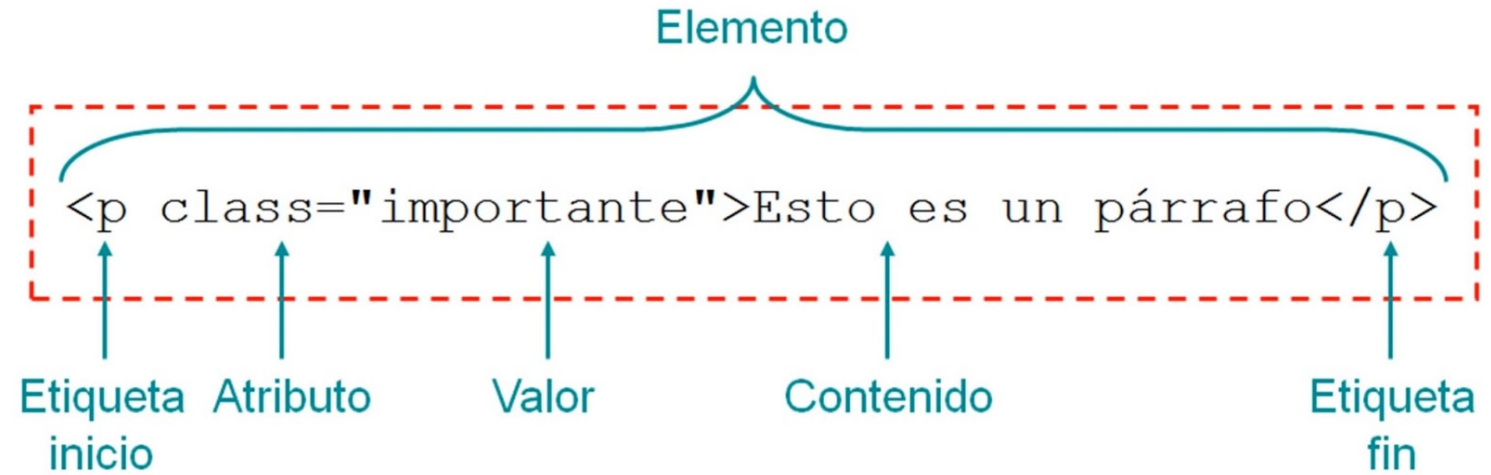 Elemento
<p class="importante">Esto es un párrafo</p>
Etiqueta inicio
Atributo
Valor
Contenido
Etiqueta fin